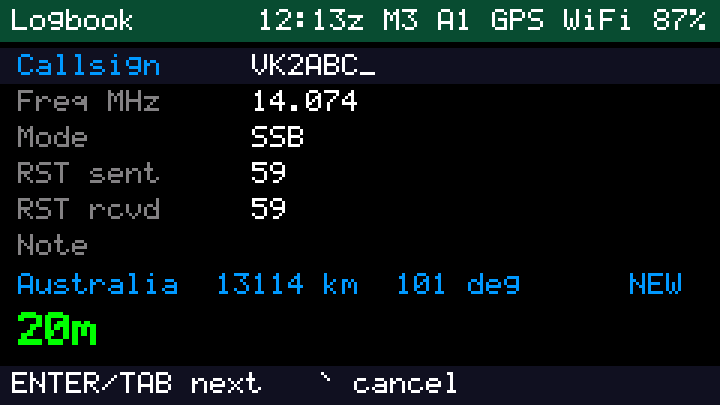 Logbook 12:13z M3 A1 GPS WiFi 87%
Callsign VK2ABC_
Freq MHz 14.074
Mode SSB
RST sent 59
RST rcvd 59
Note
Australia 13114 km 101 deg NEW
20m
ENTER/TAB next ` cancel